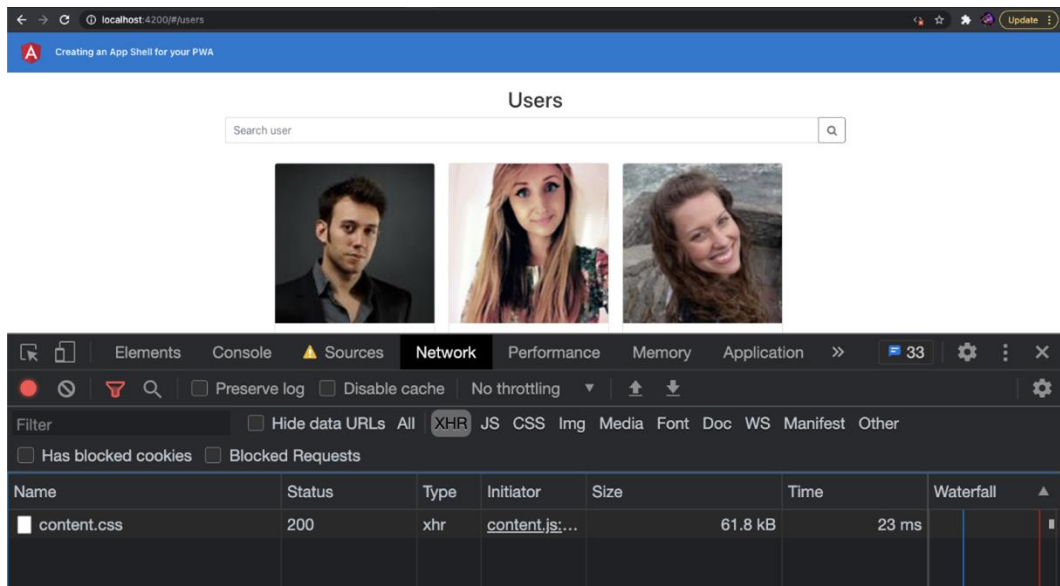 localhost:4200/#/users Update
A Creating an App Shell for your PWA
Users
Search user
Elements Console Sources Network Performance Memory Application » 33
Preserve log Disable cache No throttling
Filter Hide data URLs All XHR JS CSS Img Media Font Doc WS Manifest Other
Has blocked cookies Blocked Requests
Name Status Type Initiator Size Time Waterfall
content.css 200 xhr content.js:... 61.8 kB 23 ms